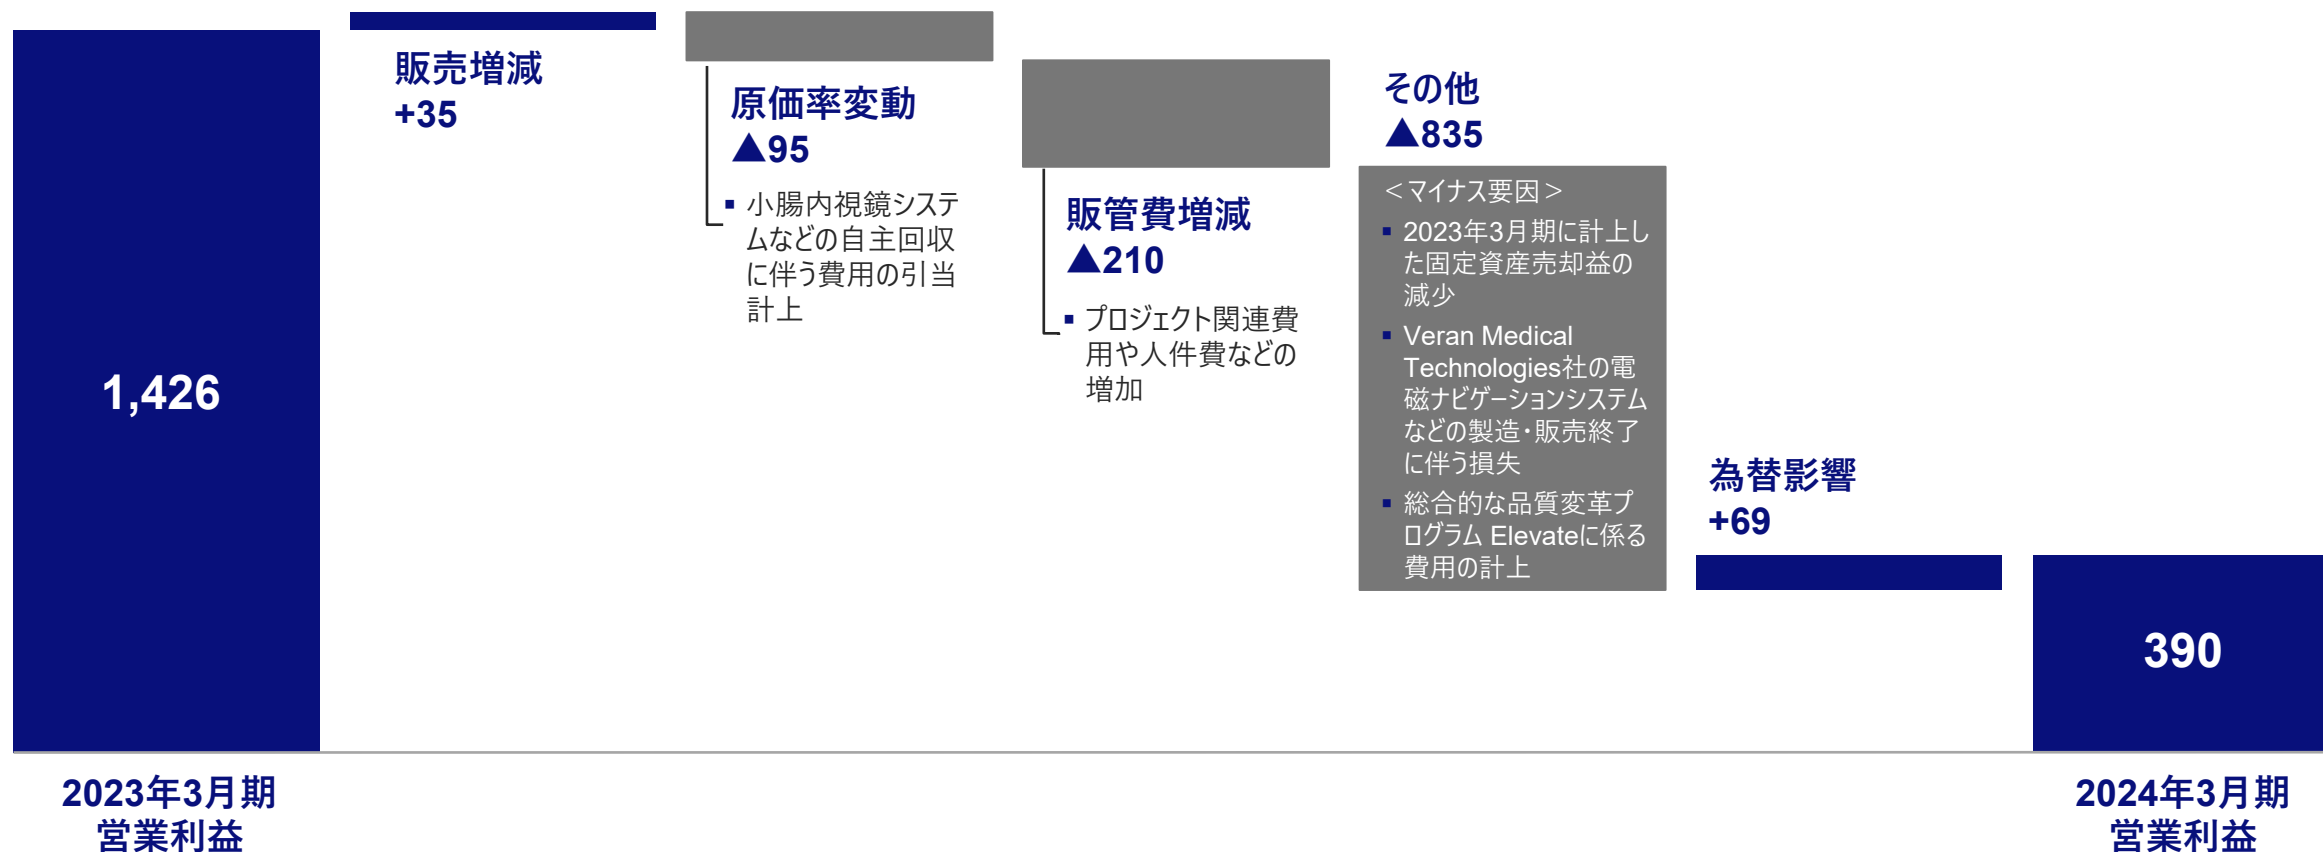 1,426
2023年3月期
営業利益
販売増減
+35
原価率変動
▲95
▪ 小腸内視鏡システ
ムなどの自主回収
に伴う費用の引当
計上
販管費増減
▲210
▪ プロジェクト関連費
用や人件費などの
増加
その他
▲835
＜マイナス要因＞
▪ 2023年3月期に計上し
た固定資産売却益の
減少
▪ Veran Medical
Technologies社の電
磁ナビゲーションシステム
などの製造・販売終了
に伴う損失
▪ 総合的な品質変革プ
ログラム Elevateに係る
費用の計上
為替影響
+69
390
2024年3月期
営業利益